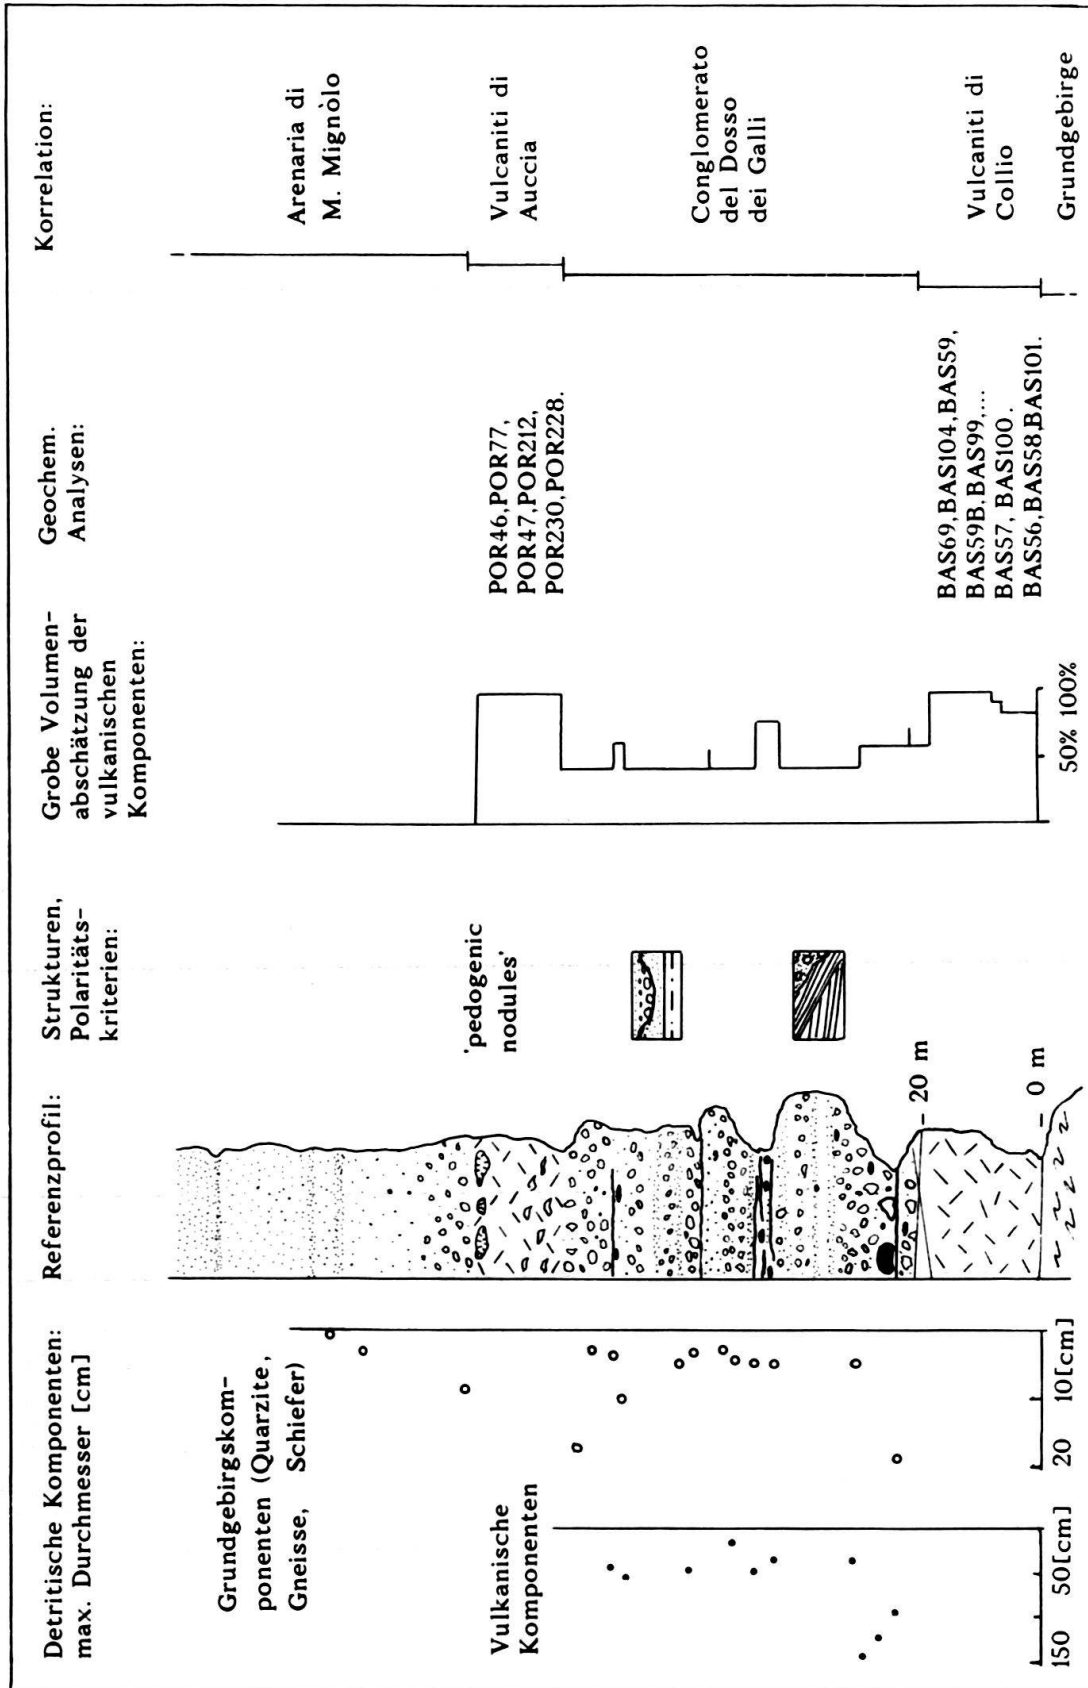 Detritische Komponenten:
max. Durchmesser [cm]
Grundgebirgskom-
ponenten (Quarzite,
Gneisse, Schiefer)
Vulkanische
Komponenten
150
50[cm]
20
10[cm]
Referenzprofil:
20 m
0 m
Strukturen,
Polaritäts-
kriterien:
'pedogenic
nodules'
Grobe Volumen-
abschätzung der
vulkanischen
Komponenten:
50% 100%
Geochem.
Analysen:
POR46,POR77,
POR47,POR212,
POR230,POR228.
BAS69,BAS104,BAS59,
BAS59B,BAS99,...
BAS57, BAS100.
BAS56,BAS58,BAS101.
Korrelation:
Arenaria di
M. Mignòlo
Vulcaniti di
Auccia
Conglomerato
del Dosso
dei Galli
Vulcaniti di
Collio
Grundgebirge